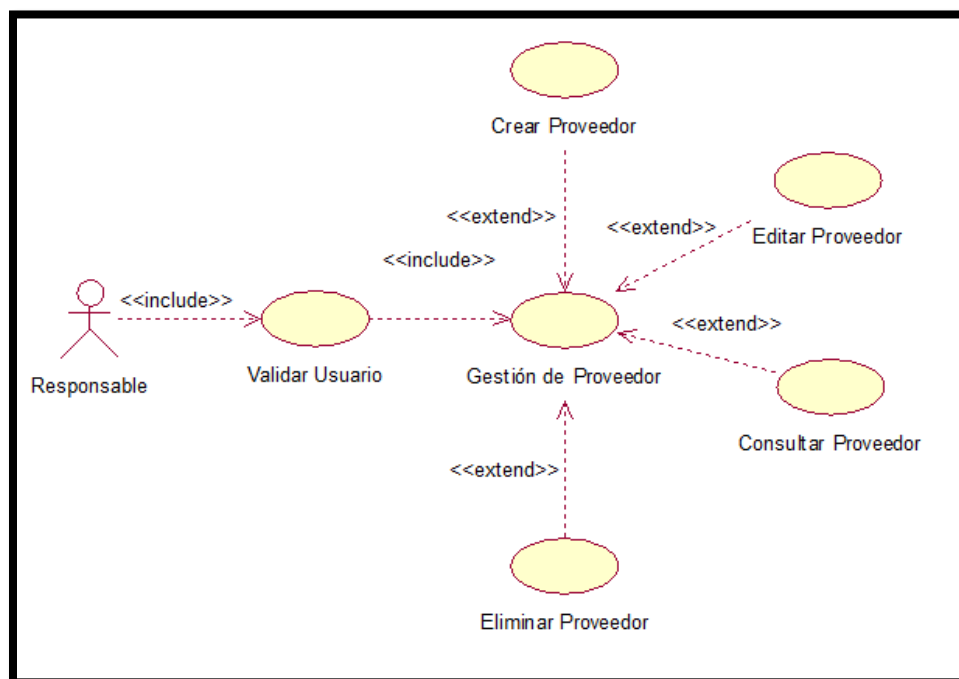 Crear Proveedor
<<extend>>
<<extend>>
Editar Proveedor
<<include>>
<<include>>
<<extend>>
Responsable
Validar Usuario
Gestión de Proveedor
Consultar Proveedor
<<extend>>
Eliminar Proveedor